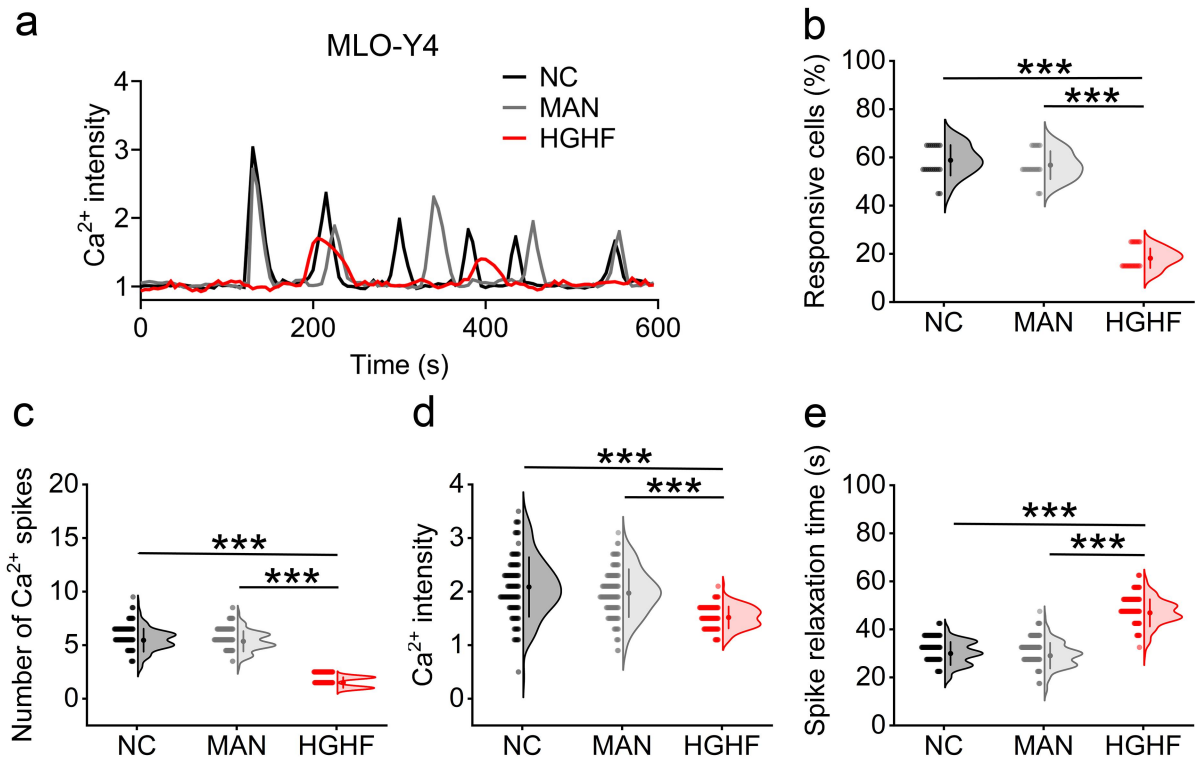 a
MLO-Y4
NC
MAN
HGHF
Ca²⁺ intensity
4
3
2
1
0
200
400
600
Time (s)
b
Responsive cells (%)
100
80
60
40
20
0
***
***
NC
MAN
HGHF
c
Number of Ca²⁺ spikes
20
15
10
5
0
***
***
NC
MAN
HGHF
d
Ca²⁺ intensity
4
3
2
1
0
***
***
NC
MAN
HGHF
e
Spike relaxation time (s)
100
80
60
40
20
0
***
***
NC
MAN
HGHF